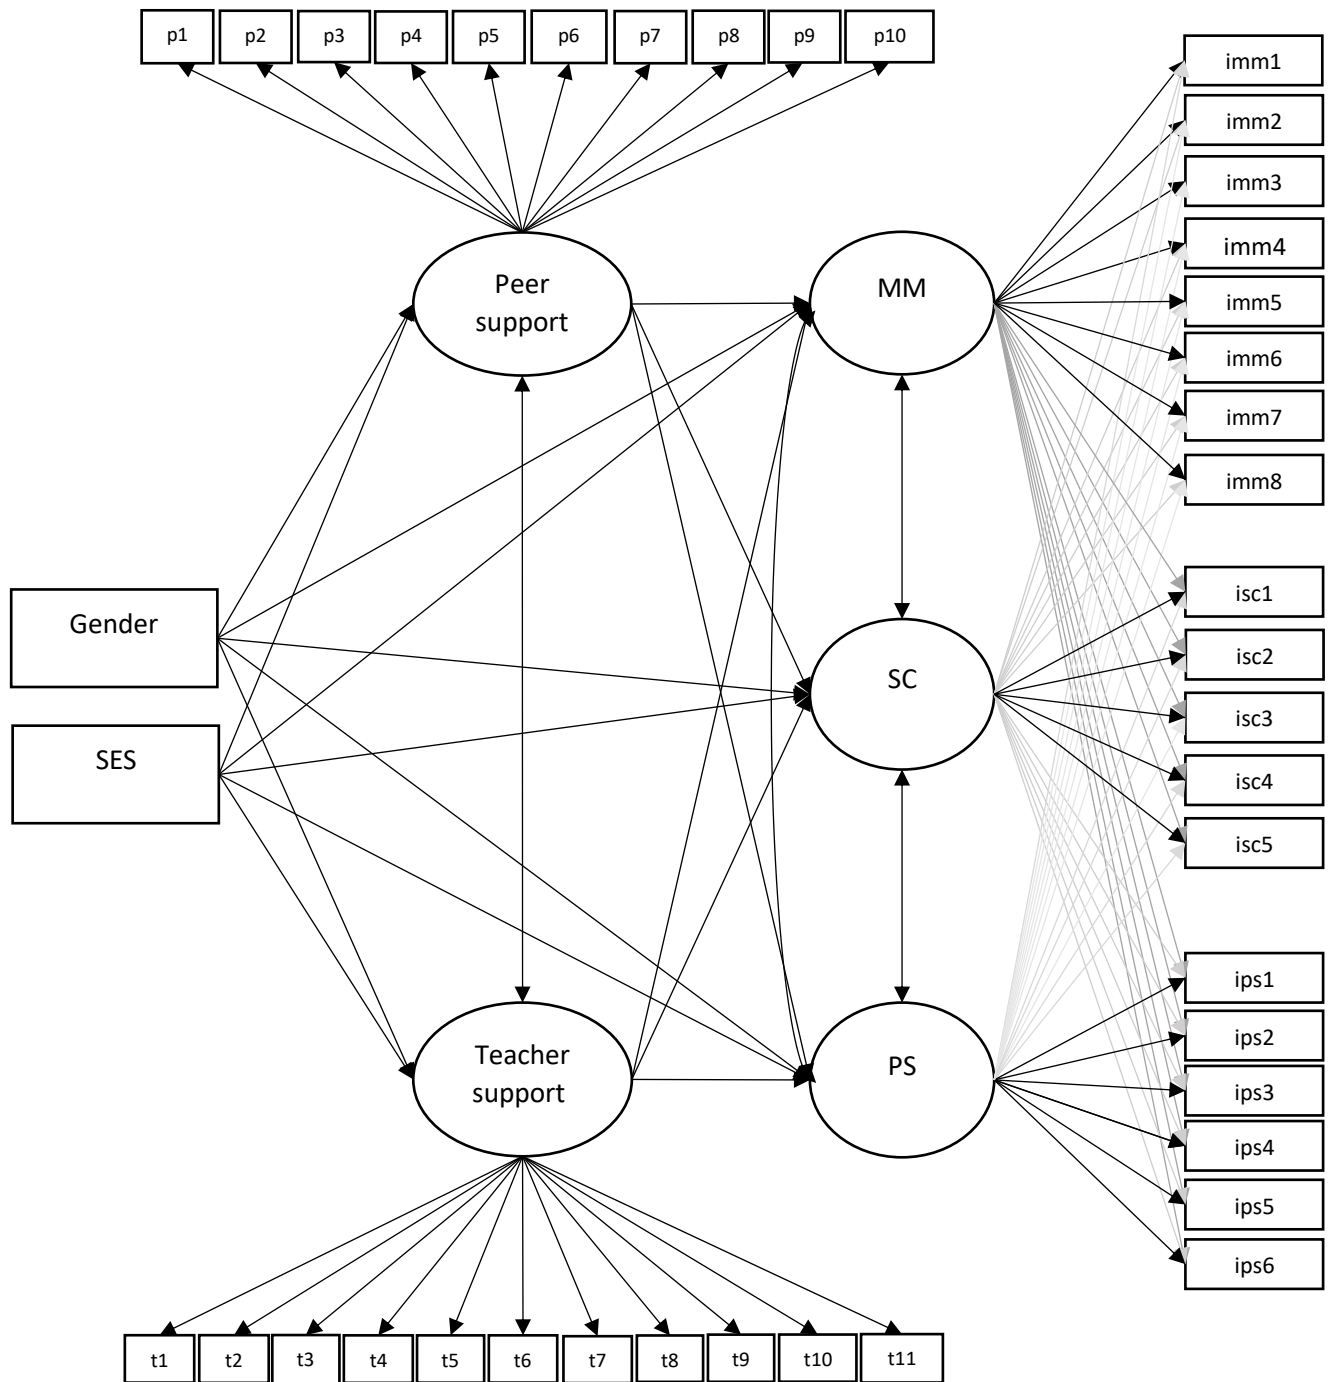 p1
p2
p3
p4
p5
p6
p7
p8
p9
p10
imm1
imm2
imm3
imm4
imm5
imm6
imm7
imm8
Peer
support
MM
Gender
SES
SC
isc1
isc2
isc3
isc4
isc5
Teacher
support
PS
ips1
ips2
ips3
ips4
ips5
ips6
t1
t2
t3
t4
t5
t6
t7
t8
t9
t10
t11